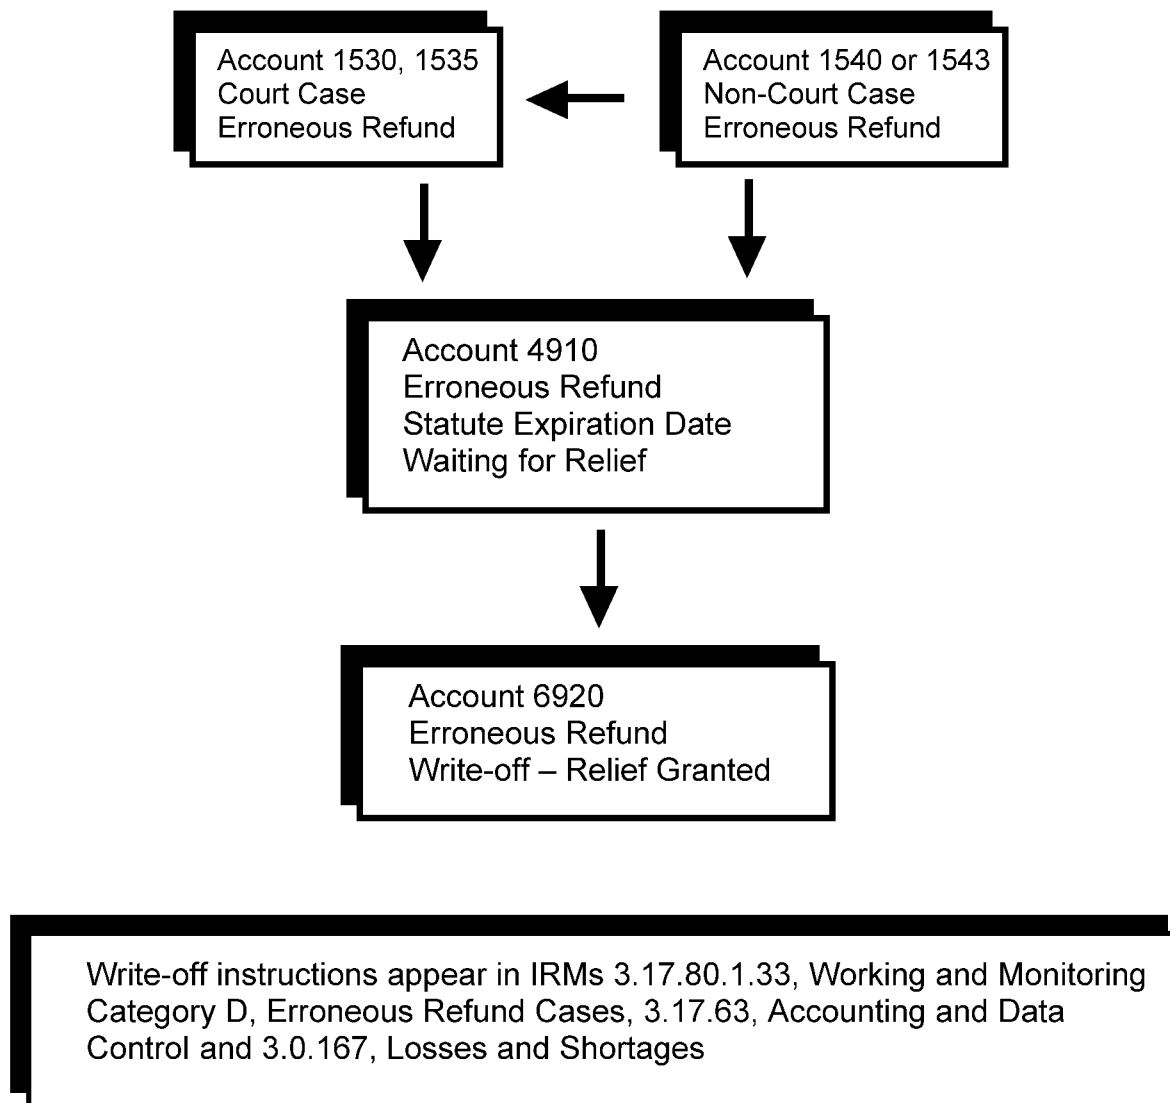 Account 1530, 1535
Court Case
Erroneous Refund
Account 1540 or 1543
Non-Court Case
Erroneous Refund
Account 4910
Erroneous Refund
Statute Expiration Date
Waiting for Relief
Account 6920
Erroneous Refund
Write-off – Relief Granted
Write-off instructions appear in IRMs 3.17.80.1.33, Working and Monitoring
Category D, Erroneous Refund Cases, 3.17.63, Accounting and Data
Control and 3.0.167, Losses and Shortages